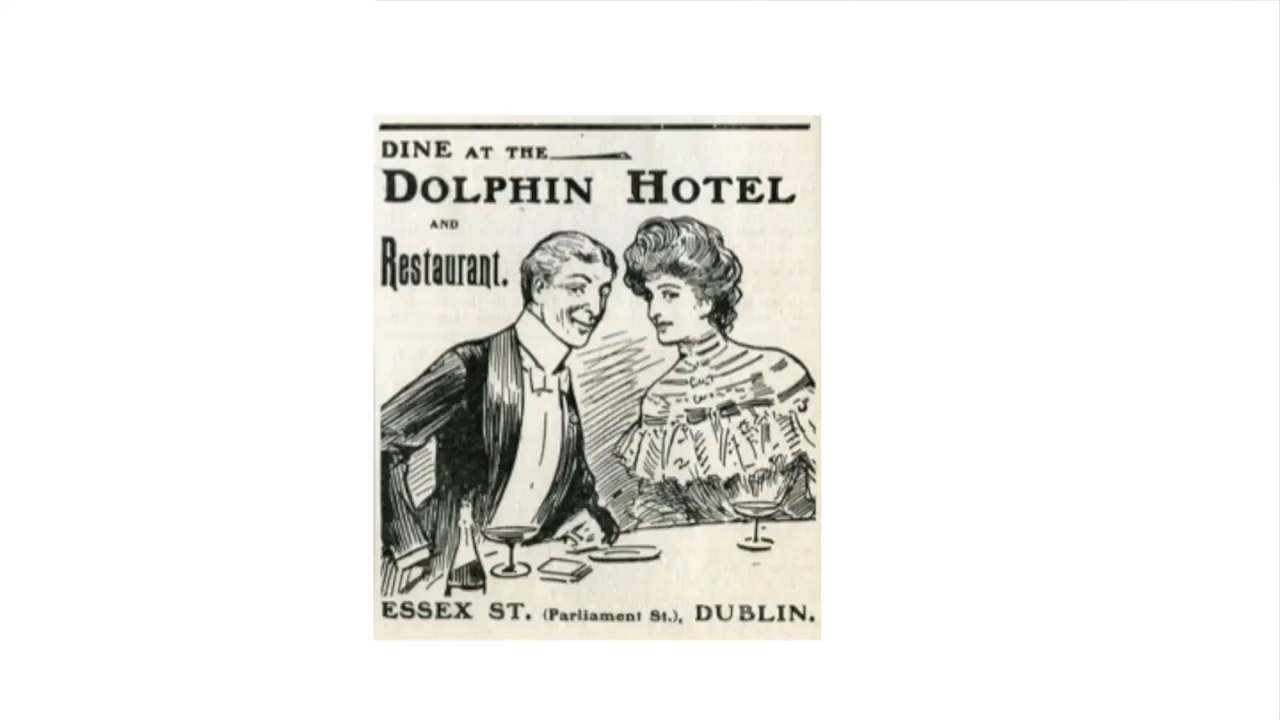 DINE AT THE
DOLPHIN HOTEL
AND
Restaurant.
ESSEX ST. (Parliament St.), DUBLIN.